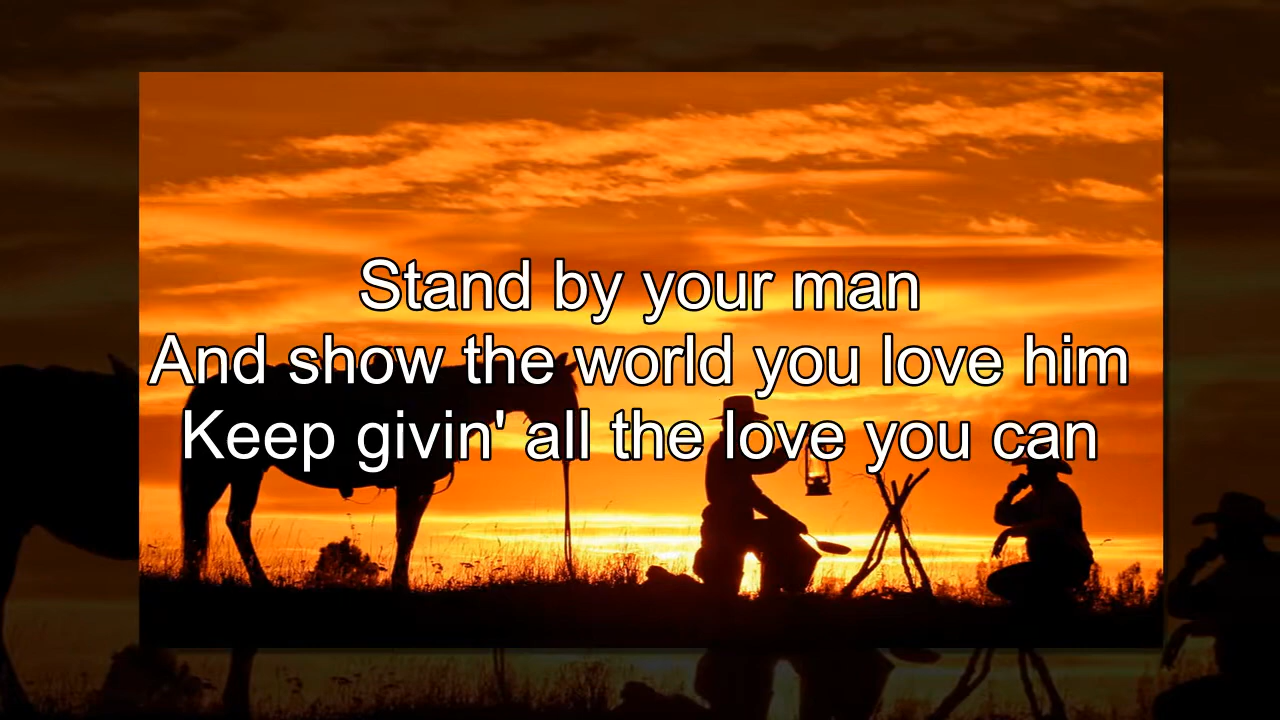 Stand by your man
And show the world you love him
Keep givin' all the love you can